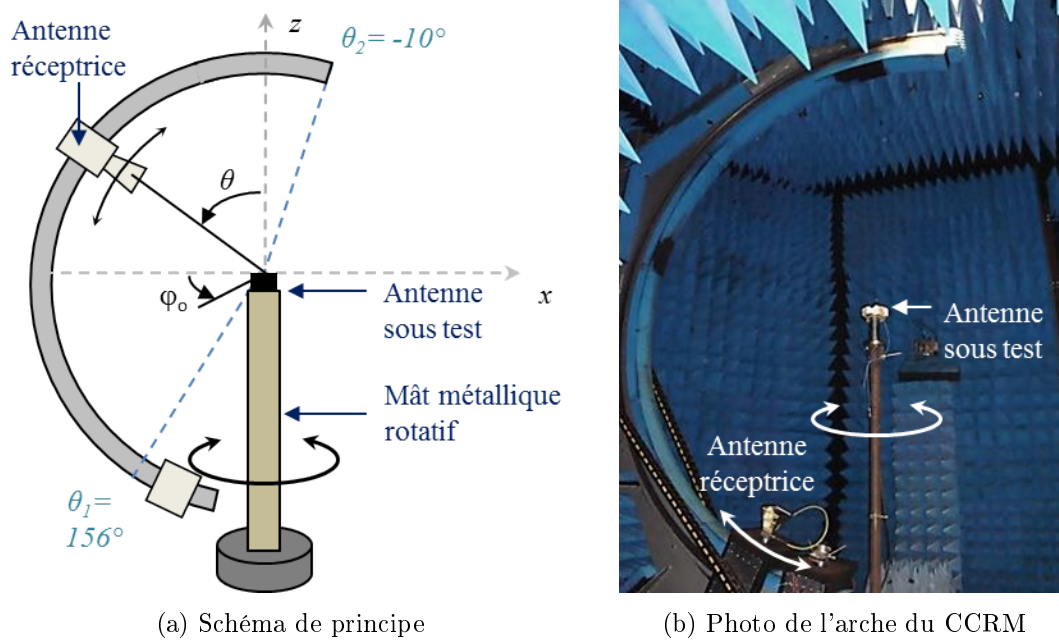 Antenne
réceptrice
z
θ₂= -10°
θ
φₒ
x
Antenne
sous test
Mât métallique
rotatif
θ₁=
156°
Antenne
sous test
Antenne
réceptrice
(a) Schéma de principe
(b) Photo de l'arche du CCRM